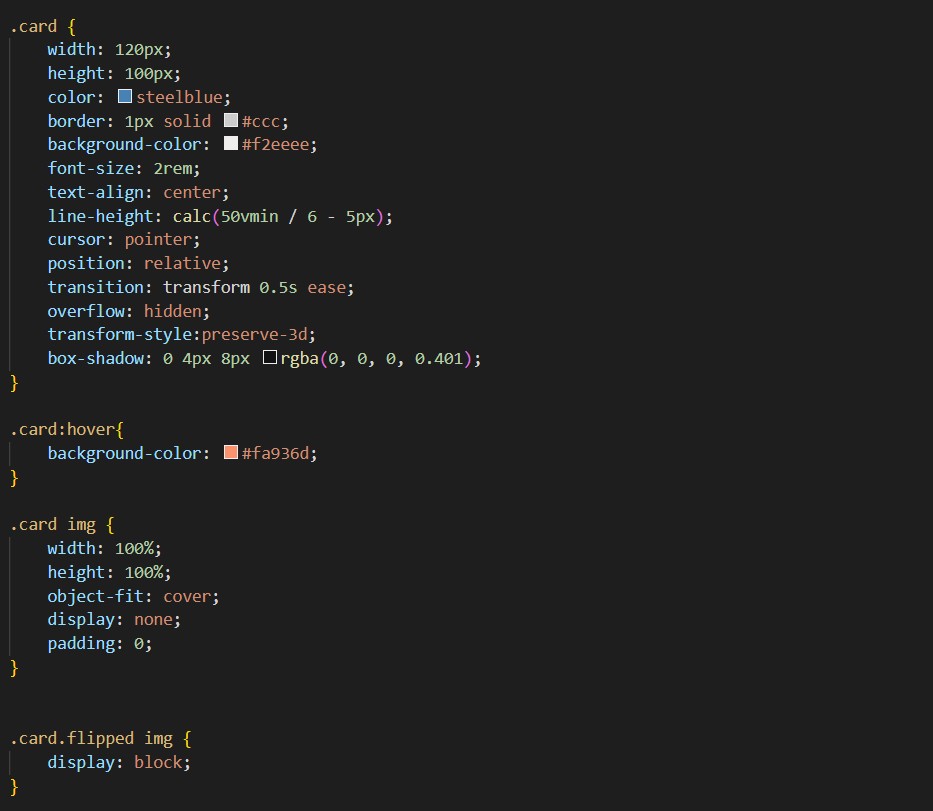 .card {
    width: 120px;
    height: 100px;
    color: steelblue;
    border: 1px solid #ccc;
    background-color: #f2eeee;
    font-size: 2rem;
    text-align: center;
    line-height: calc(50vmin / 6 - 5px);
    cursor: pointer;
    position: relative;
    transition: transform 0.5s ease;
    overflow: hidden;
    transform-style:preserve-3d;
    box-shadow: 0 4px 8px rgba(0, 0, 0, 0.401);
}

.card:hover{
    background-color: #fa936d;
}

.card img {
    width: 100%;
    height: 100%;
    object-fit: cover;
    display: none;
    padding: 0;
}


.card.flipped img {
    display: block;
}